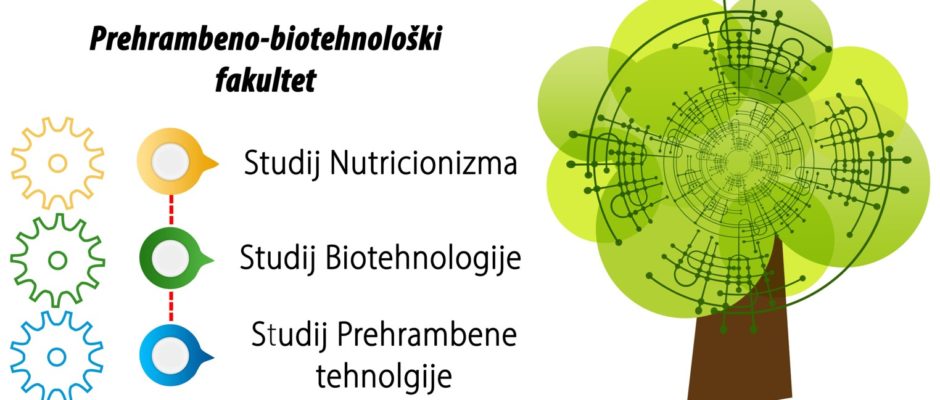 Prehrambeno-biotehnološki
fakultet
Studij Nutricionizma
Studij Biotehnologije
Studij Prehrambene
tehnolgije